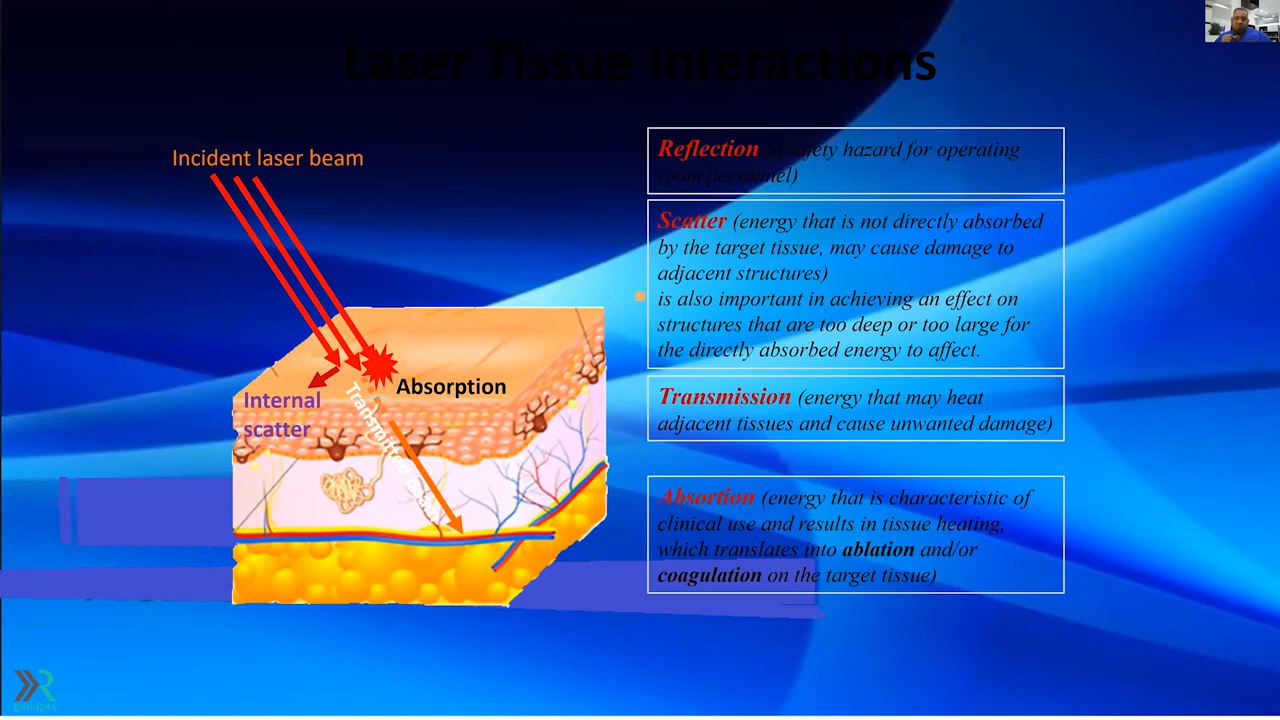 Laser Tissue Interactions
Incident laser beam
Internal
scatter
Absorption
Transmitted
Reflection (a safety hazard for operating
room personnel)
Scatter (energy that is not directly absorbed
by the target tissue, may cause damage to
adjacent structures)
is also important in achieving an effect on
structures that are too deep or too large for
the directly absorbed energy to affect.
Transmission (energy that may heat
adjacent tissues and cause unwanted damage)
Absortion (energy that is characteristic of
clinical use and results in tissue heating,
which translates into ablation and/or
coagulation on the target tissue)